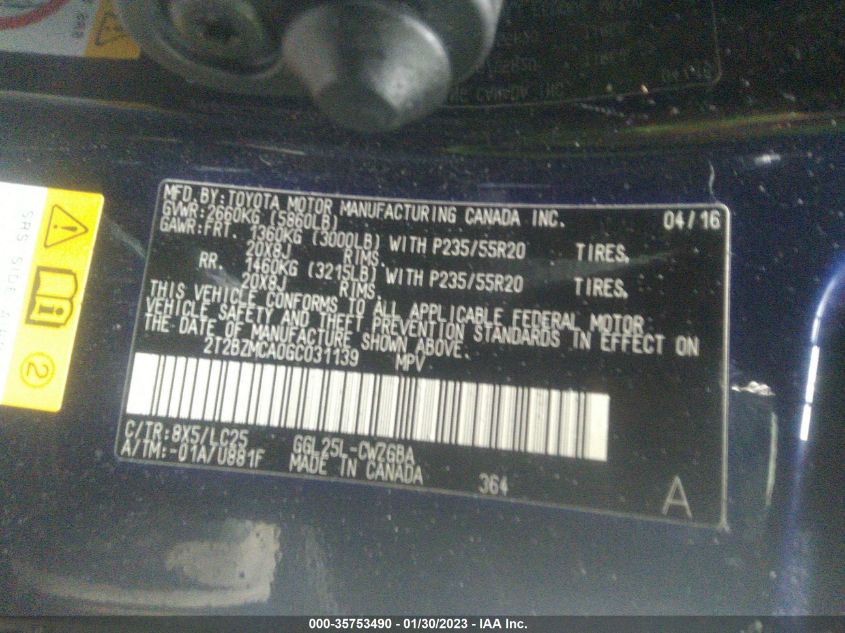 MFD. BY: TOYOTA MOTOR MANUFACTURING CANADA INC. 04/16
GVWR: 2660KG (5860LB)
GAWR: FRT. 1360KG (3000LB) WITH P235/55R20 TIRES,
20X8J RIMS
RR. 1460KG (3215LB) WITH P235/55R20 TIRES,
20X8J RIMS
THIS VEHICLE CONFORMS TO ALL APPLICABLE FEDERAL MOTOR
VEHICLE SAFETY AND THEFT PREVENTION STANDARDS IN EFFECT ON
THE DATE OF MANUFACTURE SHOWN ABOVE.
2T2BZMCA0GC031139 MPV
C/TR: 8X5/LC25 GGL25L-CWZGBA
A/TM: -01A/U881F MADE IN CANADA 364
A
SRS SIDE
2
000-35753490 - 01/30/2023 - IAA Inc.